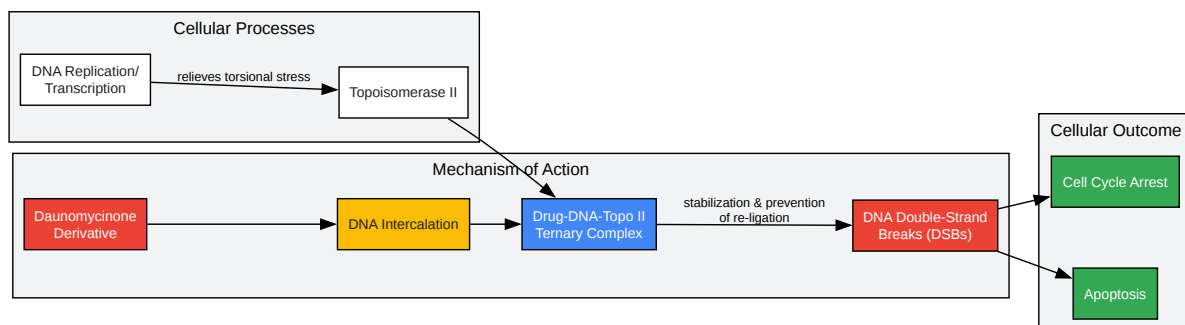 Cellular Processes
DNA Replication/
Transcription
relieves torsional stress
Topoisomerase II
Mechanism of Action
Daunomycinone
Derivative
DNA Intercalation
Drug-DNA-Topo II
Ternary Complex
stabilization & prevention
of re-ligation
DNA Double-Strand
Breaks (DSBs)
Cellular Outcome
Cell Cycle Arrest
Apoptosis